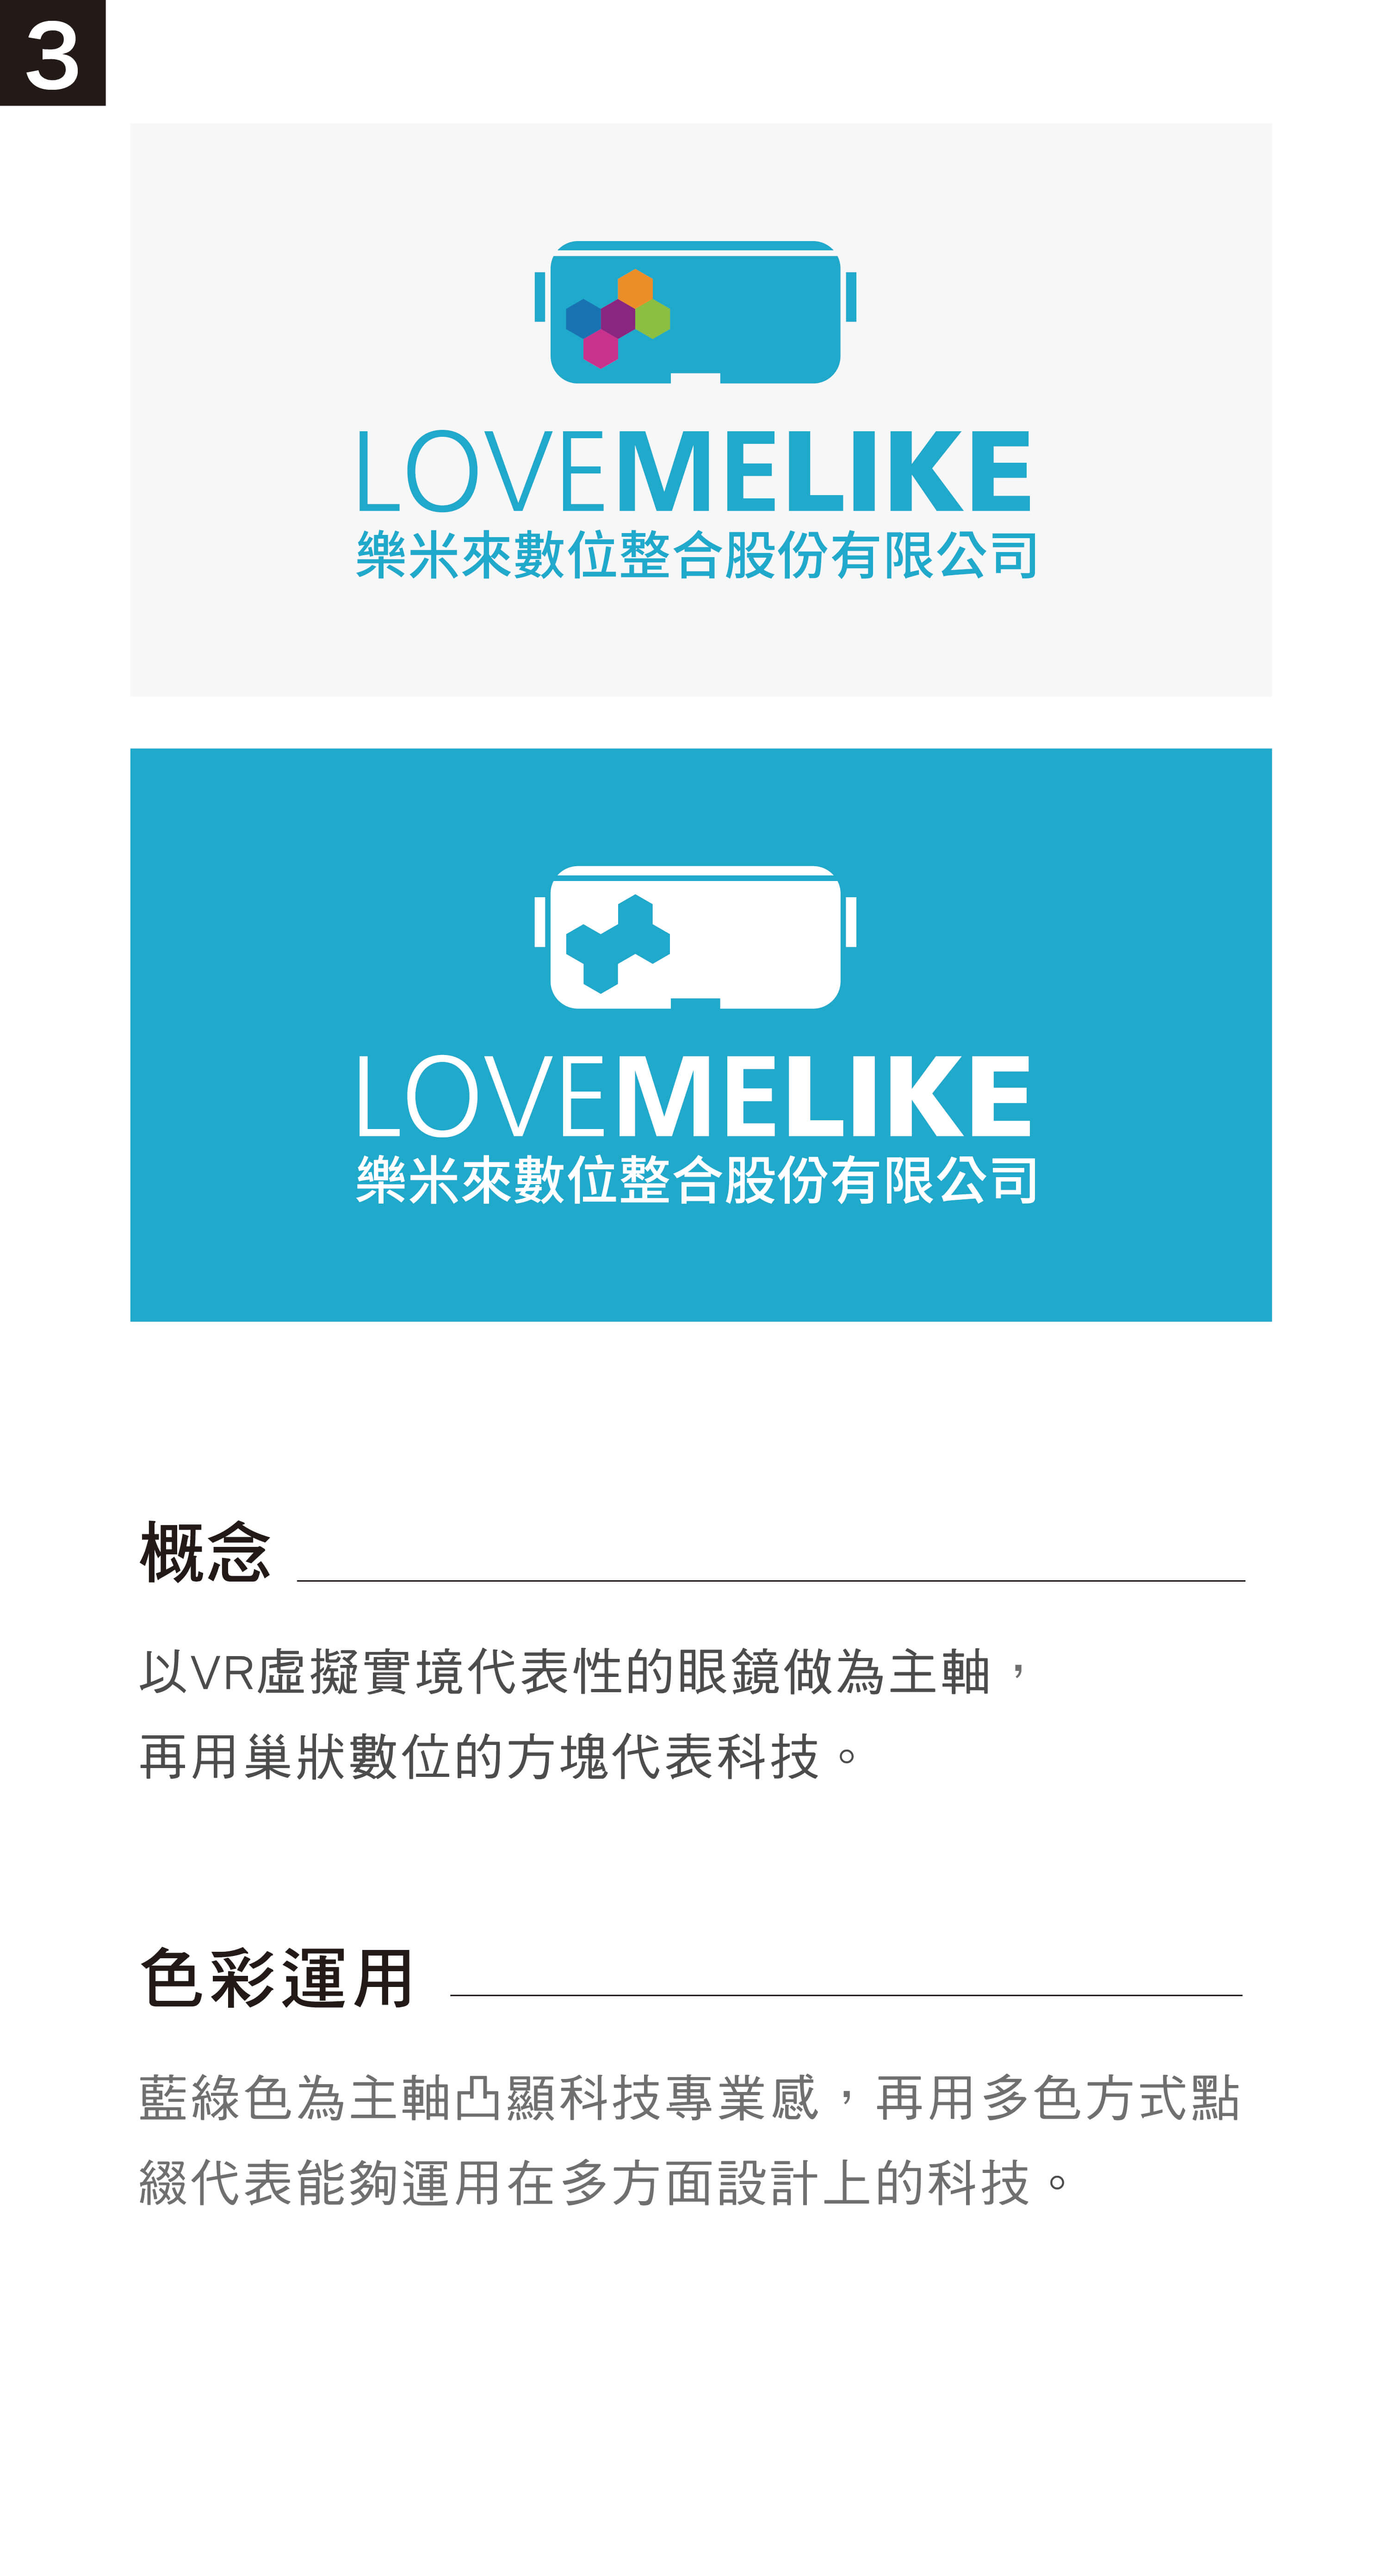 3
LOVEMELIKE
樂米來數位整合股份有限公司
LOVEMELIKE
樂米來數位整合股份有限公司
概念
以VR虛擬實境代表性的眼鏡做為主軸，
再用巢狀數位的方塊代表科技。
色彩運用
藍綠色為主軸凸顯科技專業感，再用多色方式點
綴代表能夠運用在多方面設計上的科技。